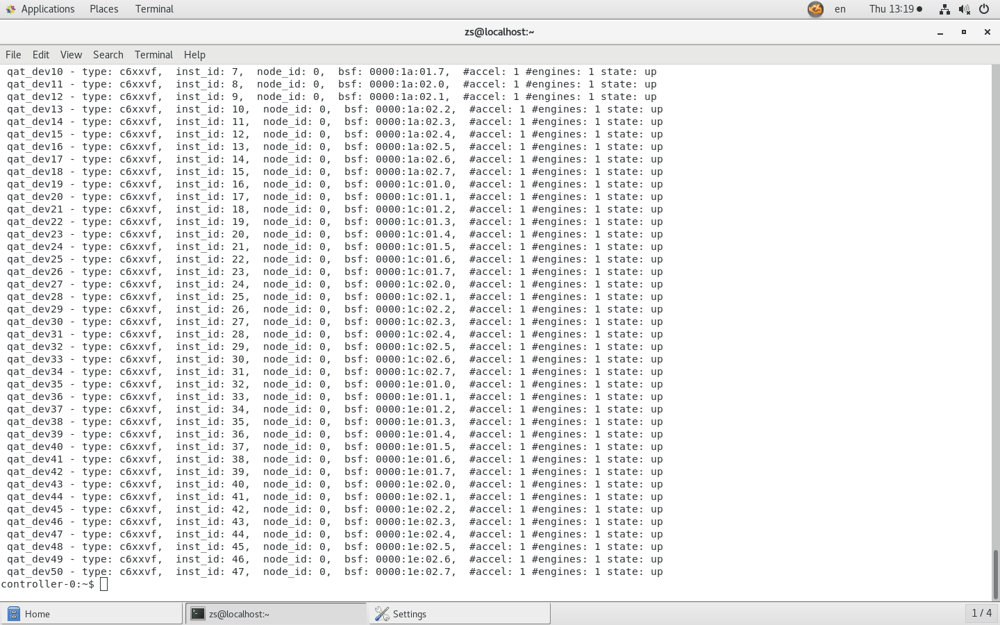 Applications Places Terminal en Thu 13:19
zs@localhost:~
File Edit View Search Terminal Help
qat_dev10 - type: c6xxvf,  inst_id: 7,  node_id: 0,  bsf: 0000:1a:01.7,  #accel: 1 #engines: 1 state: up
qat_dev11 - type: c6xxvf,  inst_id: 8,  node_id: 0,  bsf: 0000:1a:02.0,  #accel: 1 #engines: 1 state: up
qat_dev12 - type: c6xxvf,  inst_id: 9,  node_id: 0,  bsf: 0000:1a:02.1,  #accel: 1 #engines: 1 state: up
qat_dev13 - type: c6xxvf,  inst_id: 10,  node_id: 0,  bsf: 0000:1a:02.2,  #accel: 1 #engines: 1 state: up
qat_dev14 - type: c6xxvf,  inst_id: 11,  node_id: 0,  bsf: 0000:1a:02.3,  #accel: 1 #engines: 1 state: up
qat_dev15 - type: c6xxvf,  inst_id: 12,  node_id: 0,  bsf: 0000:1a:02.4,  #accel: 1 #engines: 1 state: up
qat_dev16 - type: c6xxvf,  inst_id: 13,  node_id: 0,  bsf: 0000:1a:02.5,  #accel: 1 #engines: 1 state: up
qat_dev17 - type: c6xxvf,  inst_id: 14,  node_id: 0,  bsf: 0000:1a:02.6,  #accel: 1 #engines: 1 state: up
qat_dev18 - type: c6xxvf,  inst_id: 15,  node_id: 0,  bsf: 0000:1a:02.7,  #accel: 1 #engines: 1 state: up
qat_dev19 - type: c6xxvf,  inst_id: 16,  node_id: 0,  bsf: 0000:1c:01.0,  #accel: 1 #engines: 1 state: up
qat_dev20 - type: c6xxvf,  inst_id: 17,  node_id: 0,  bsf: 0000:1c:01.1,  #accel: 1 #engines: 1 state: up
qat_dev21 - type: c6xxvf,  inst_id: 18,  node_id: 0,  bsf: 0000:1c:01.2,  #accel: 1 #engines: 1 state: up
qat_dev22 - type: c6xxvf,  inst_id: 19,  node_id: 0,  bsf: 0000:1c:01.3,  #accel: 1 #engines: 1 state: up
qat_dev23 - type: c6xxvf,  inst_id: 20,  node_id: 0,  bsf: 0000:1c:01.4,  #accel: 1 #engines: 1 state: up
qat_dev24 - type: c6xxvf,  inst_id: 21,  node_id: 0,  bsf: 0000:1c:01.5,  #accel: 1 #engines: 1 state: up
qat_dev25 - type: c6xxvf,  inst_id: 22,  node_id: 0,  bsf: 0000:1c:01.6,  #accel: 1 #engines: 1 state: up
qat_dev26 - type: c6xxvf,  inst_id: 23,  node_id: 0,  bsf: 0000:1c:01.7,  #accel: 1 #engines: 1 state: up
qat_dev27 - type: c6xxvf,  inst_id: 24,  node_id: 0,  bsf: 0000:1c:02.0,  #accel: 1 #engines: 1 state: up
qat_dev28 - type: c6xxvf,  inst_id: 25,  node_id: 0,  bsf: 0000:1c:02.1,  #accel: 1 #engines: 1 state: up
qat_dev29 - type: c6xxvf,  inst_id: 26,  node_id: 0,  bsf: 0000:1c:02.2,  #accel: 1 #engines: 1 state: up
qat_dev30 - type: c6xxvf,  inst_id: 27,  node_id: 0,  bsf: 0000:1c:02.3,  #accel: 1 #engines: 1 state: up
qat_dev31 - type: c6xxvf,  inst_id: 28,  node_id: 0,  bsf: 0000:1c:02.4,  #accel: 1 #engines: 1 state: up
qat_dev32 - type: c6xxvf,  inst_id: 29,  node_id: 0,  bsf: 0000:1c:02.5,  #accel: 1 #engines: 1 state: up
qat_dev33 - type: c6xxvf,  inst_id: 30,  node_id: 0,  bsf: 0000:1c:02.6,  #accel: 1 #engines: 1 state: up
qat_dev34 - type: c6xxvf,  inst_id: 31,  node_id: 0,  bsf: 0000:1c:02.7,  #accel: 1 #engines: 1 state: up
qat_dev35 - type: c6xxvf,  inst_id: 32,  node_id: 0,  bsf: 0000:1e:01.0,  #accel: 1 #engines: 1 state: up
qat_dev36 - type: c6xxvf,  inst_id: 33,  node_id: 0,  bsf: 0000:1e:01.1,  #accel: 1 #engines: 1 state: up
qat_dev37 - type: c6xxvf,  inst_id: 34,  node_id: 0,  bsf: 0000:1e:01.2,  #accel: 1 #engines: 1 state: up
qat_dev38 - type: c6xxvf,  inst_id: 35,  node_id: 0,  bsf: 0000:1e:01.3,  #accel: 1 #engines: 1 state: up
qat_dev39 - type: c6xxvf,  inst_id: 36,  node_id: 0,  bsf: 0000:1e:01.4,  #accel: 1 #engines: 1 state: up
qat_dev40 - type: c6xxvf,  inst_id: 37,  node_id: 0,  bsf: 0000:1e:01.5,  #accel: 1 #engines: 1 state: up
qat_dev41 - type: c6xxvf,  inst_id: 38,  node_id: 0,  bsf: 0000:1e:01.6,  #accel: 1 #engines: 1 state: up
qat_dev42 - type: c6xxvf,  inst_id: 39,  node_id: 0,  bsf: 0000:1e:01.7,  #accel: 1 #engines: 1 state: up
qat_dev43 - type: c6xxvf,  inst_id: 40,  node_id: 0,  bsf: 0000:1e:02.0,  #accel: 1 #engines: 1 state: up
qat_dev44 - type: c6xxvf,  inst_id: 41,  node_id: 0,  bsf: 0000:1e:02.1,  #accel: 1 #engines: 1 state: up
qat_dev45 - type: c6xxvf,  inst_id: 42,  node_id: 0,  bsf: 0000:1e:02.2,  #accel: 1 #engines: 1 state: up
qat_dev46 - type: c6xxvf,  inst_id: 43,  node_id: 0,  bsf: 0000:1e:02.3,  #accel: 1 #engines: 1 state: up
qat_dev47 - type: c6xxvf,  inst_id: 44,  node_id: 0,  bsf: 0000:1e:02.4,  #accel: 1 #engines: 1 state: up
qat_dev48 - type: c6xxvf,  inst_id: 45,  node_id: 0,  bsf: 0000:1e:02.5,  #accel: 1 #engines: 1 state: up
qat_dev49 - type: c6xxvf,  inst_id: 46,  node_id: 0,  bsf: 0000:1e:02.6,  #accel: 1 #engines: 1 state: up
qat_dev50 - type: c6xxvf,  inst_id: 47,  node_id: 0,  bsf: 0000:1e:02.7,  #accel: 1 #engines: 1 state: up
controller-0:~$
Home zs@localhost:~ Settings 1 / 4